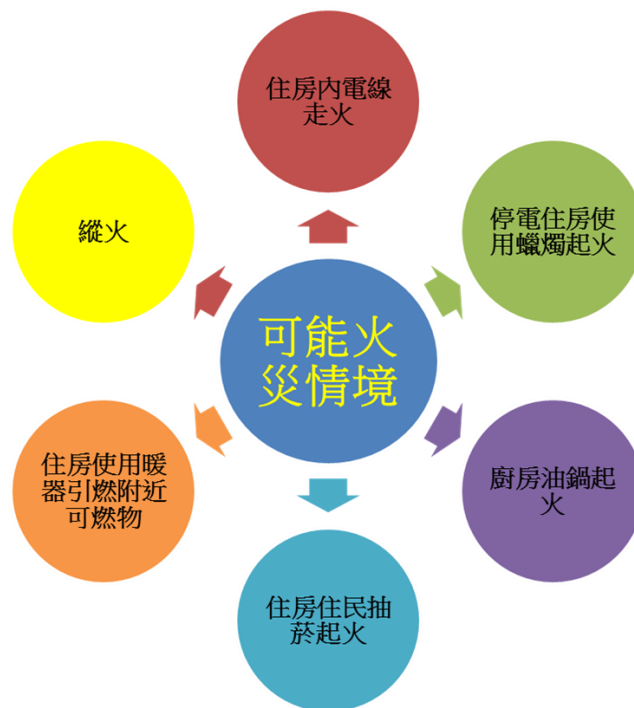 住房內電線
走火
停電住房使
用蠟燭起火
廚房油鍋起
火
住房住民抽
菸起火
住房使用暖
器引燃附近
可燃物
縱火
可能火
災情境